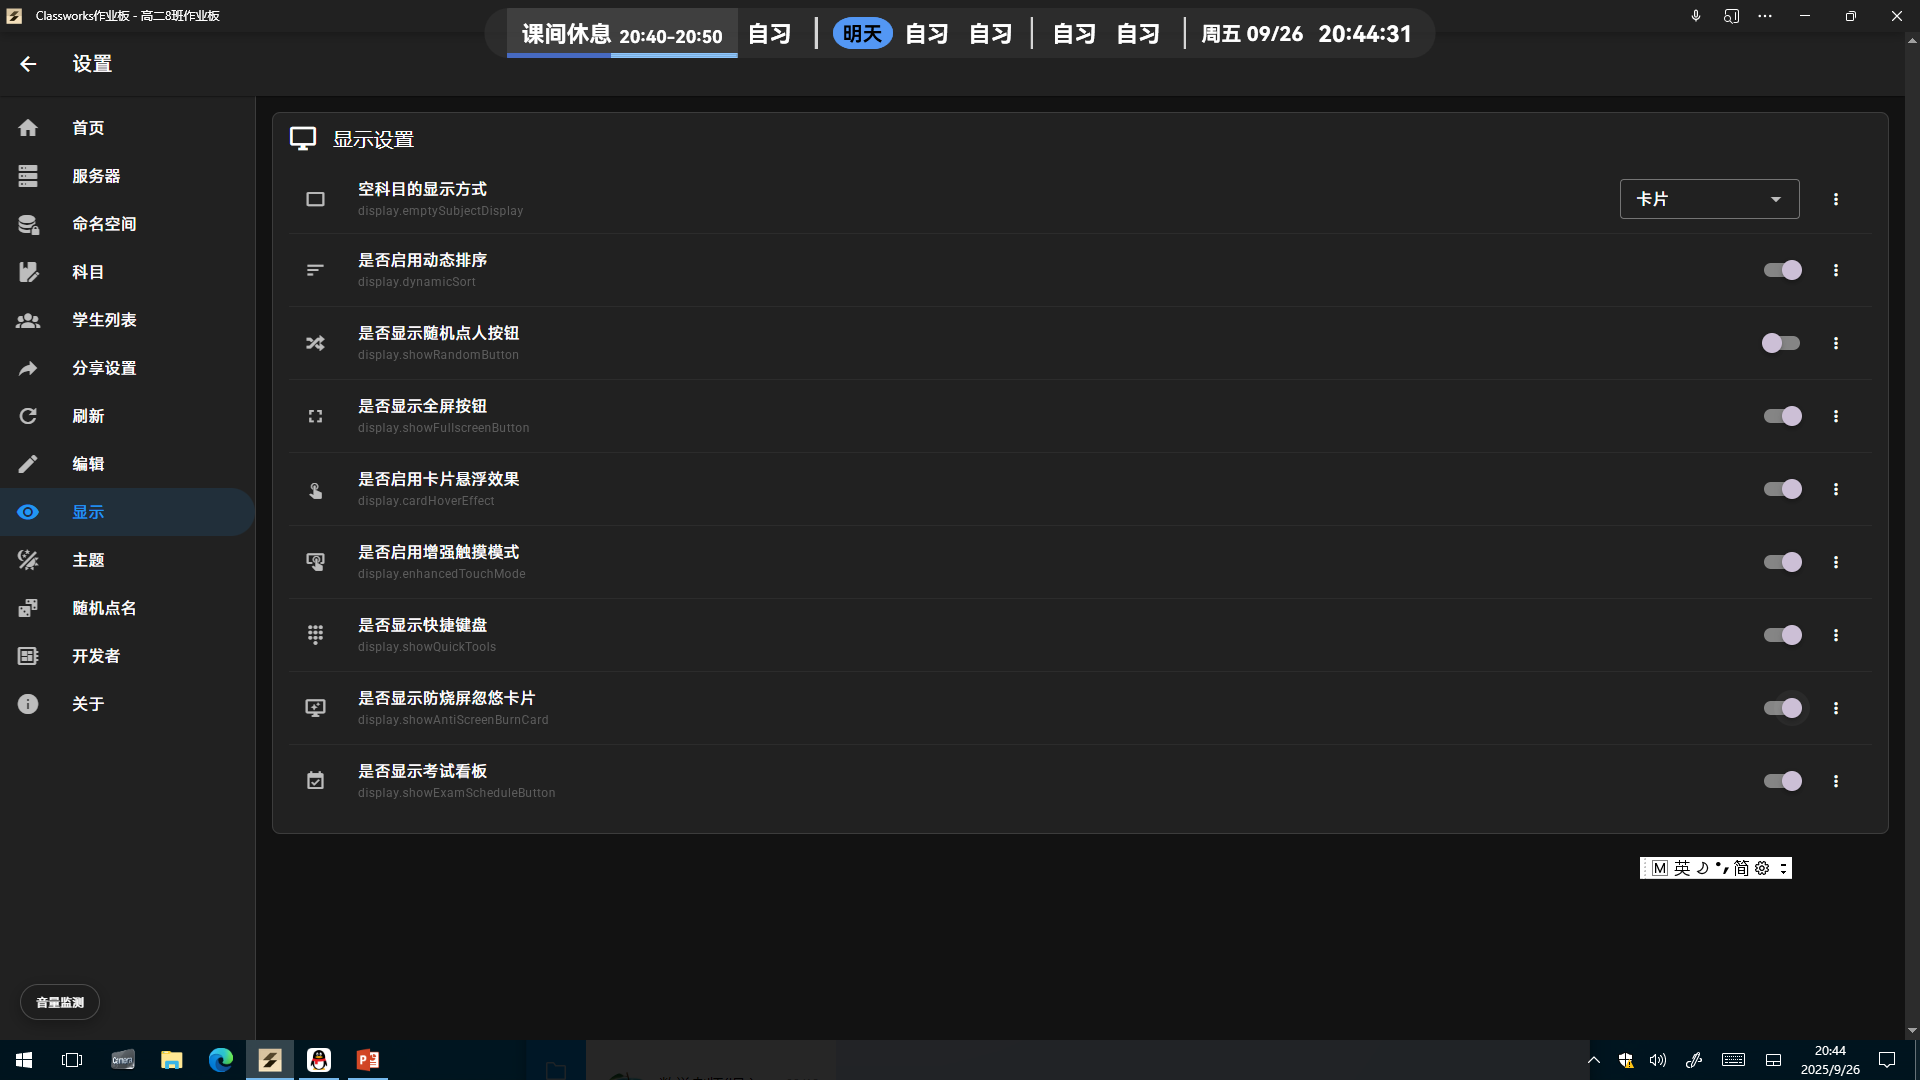 Classworks作业板 - 高二8班作业板
课间休息 20:40-20:50 自习 明天 自习 自习 自习 自习 周五 09/26 20:44:31
设置
首页
服务器
命名空间
科目
学生列表
分享设置
刷新
编辑
显示
主题
随机点名
开发者
关于
音量监测
显示设置
空科目的显示方式
display.emptySubjectDisplay
卡片
是否启用动态排序
display.dynamicSort
是否显示随机点人按钮
display.showRandomButton
是否显示全屏按钮
display.showFullscreenButton
是否启用卡片悬浮效果
display.cardHoverEffect
是否启用增强触摸模式
display.enhancedTouchMode
是否显示快捷键盘
display.showQuickTools
是否显示防烧屏忽悠卡片
display.showAntiScreenBurnCard
是否显示考试看板
display.showExamScheduleButton
M 英 简
20:44
2025/9/26